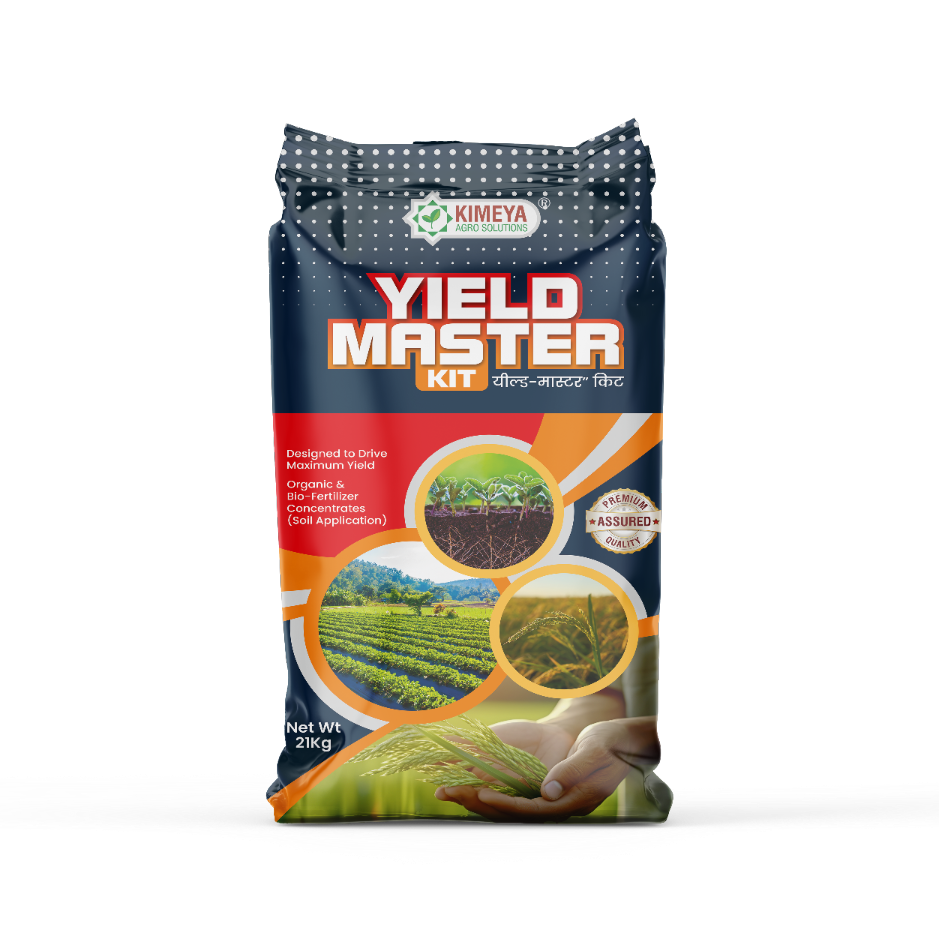 KIMEYA ®
AGRO SOLUTIONS
YIELD
MASTER
KIT यील्ड-मास्टर” किट
Designed to Drive
Maximum Yield
Organic &
Bio-Fertilizer
Concentrates
(Soil Application)
PREMIUM
ASSURED
QUALITY
Net Wt
21Kg